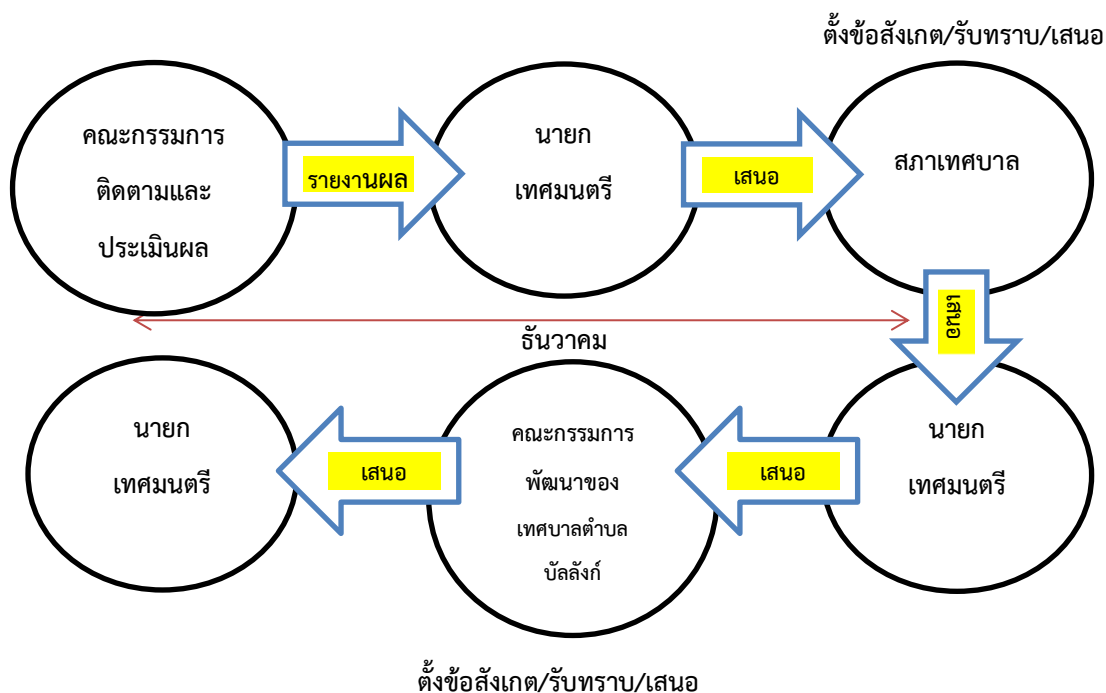 ตั้งข้อสังเกต/รับทราบ/เสนอ
คณะกรรมการ
ติดตามและ
ประเมินผล
รายงานผล
นายก
เทศมนตรี
เสนอ
สภาเทศบาล
เสนอ
ธันวาคม
นายก
เทศมนตรี
เสนอ
คณะกรรมการ
พัฒนาของ
เทศบาลตำบล
บัลลังก์
เสนอ
นายก
เทศมนตรี
ตั้งข้อสังเกต/รับทราบ/เสนอ